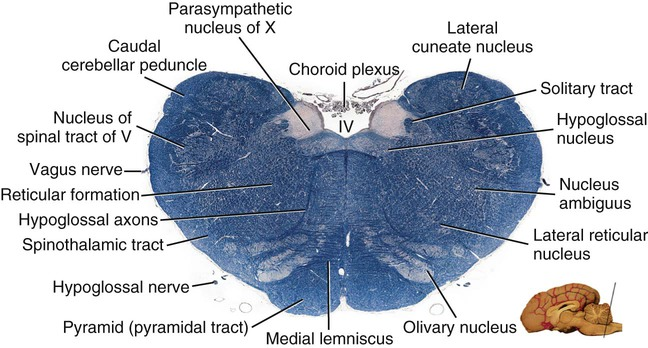 Parasympathetic
nucleus of X
Lateral
cuneate nucleus
Caudal
cerebellar peduncle
Choroid plexus
Solitary tract
Nucleus of
spinal tract of V
IV
Hypoglossal
nucleus
Vagus nerve
Reticular formation
Nucleus
ambiguus
Hypoglossal axons
Spinothalamic tract
Lateral reticular
nucleus
Hypoglossal nerve
Pyramid (pyramidal tract)
Medial lemniscus
Olivary nucleus